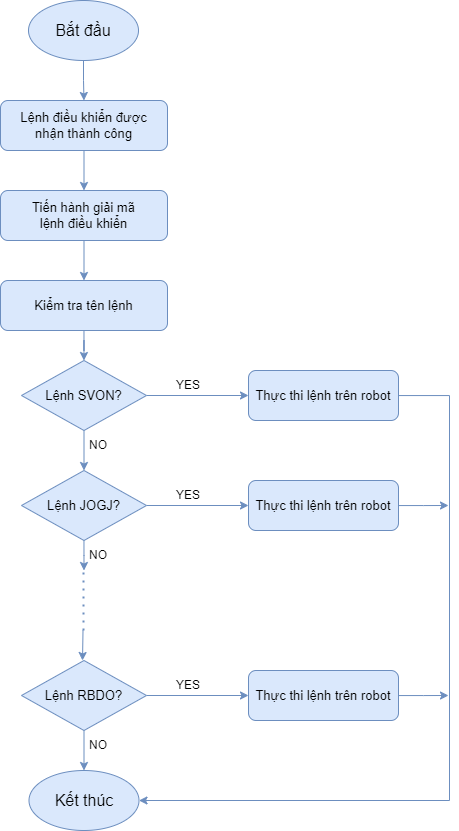 Bắt đầu
Lệnh điều khiển được
nhận thành công
Tiến hành giải mã
lệnh điều khiển
Kiểm tra tên lệnh
Lệnh SVON?
YES
Thực thi lệnh trên robot
NO
Lệnh JOGJ?
YES
Thực thi lệnh trên robot
NO
Lệnh RBDO?
YES
Thực thi lệnh trên robot
NO
Kết thúc